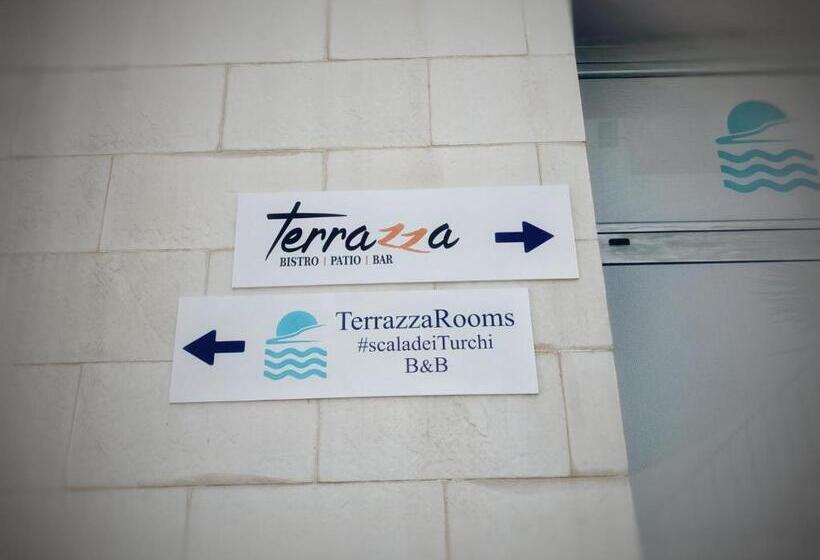 Terrazza
BISTRO | PATIO | BAR
TerrazzaRooms
#scaladeiTurchi
B&B